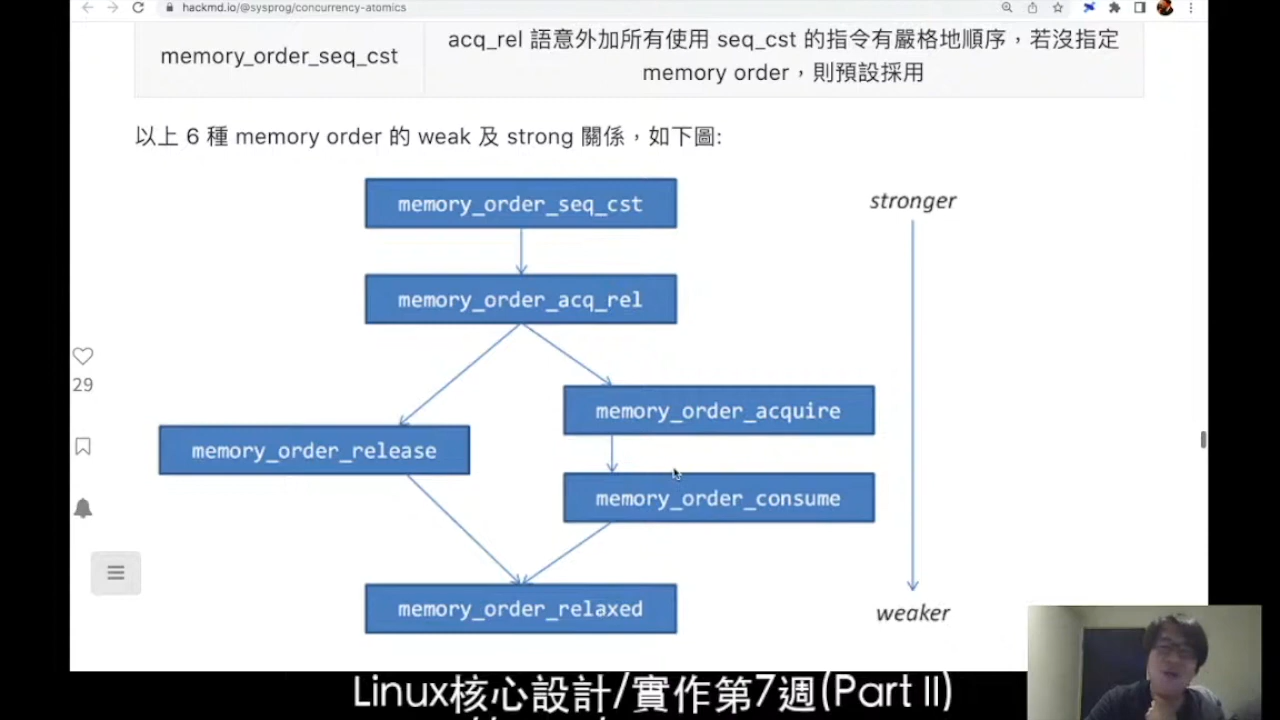 hackmd.io/@sysprog/concurrency-atomics
memory_order_seq_cst
acq_rel 語意外加所有使用 seq_cst 的指令有嚴格地順序，若沒指定
memory order，則預設採用
以上 6 種 memory order 的 weak 及 strong 關係，如下圖:
memory_order_seq_cst
stronger
memory_order_acq_rel
29
memory_order_acquire
memory_order_release
memory_order_consume
memory_order_relaxed
weaker
Linux核心設計/實作第7週(Part II)